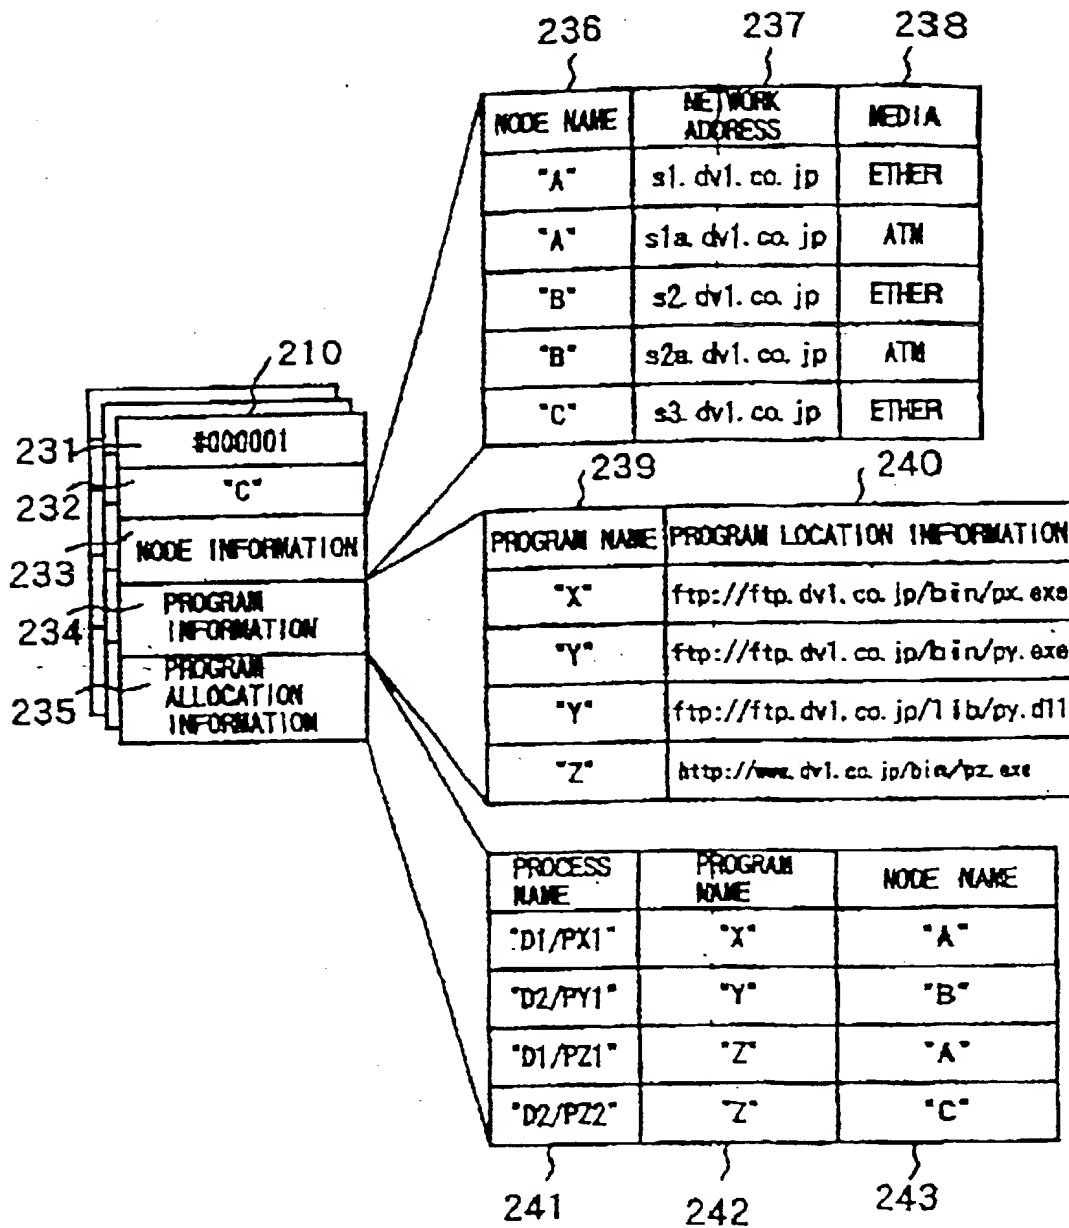 236 237 238
NODE NAME NETWORK ADDRESS MEDIA
"A" s1.dv1.co.jp ETHER
"A" s1a.dv1.co.jp ATM
"B" s2.dv1.co.jp ETHER
"B" s2a.dv1.co.jp ATM
"C" s3.dv1.co.jp ETHER
210
231 #000001
232 "C"
233 NODE INFORMATION
234 PROGRAM INFORMATION
235 PROGRAM ALLOCATION INFORMATION
239 240
PROGRAM NAME PROGRAM LOCATION INFORMATION
"X" ftp://ftp.dv1.co.jp/bin/px.exe
"Y" ftp://ftp.dv1.co.jp/bin/py.exe
"Y" ftp://ftp.dv1.co.jp/lib/py.dll
"Z" http://www.dv1.co.jp/bin/pz.exe
PROCESS NAME PROGRAM NAME NODE NAME
"D1/PX1" "X" "A"
"D2/PY1" "Y" "B"
"D1/PZ1" "Z" "A"
"D2/PZ2" "Z" "C"
241 242 243